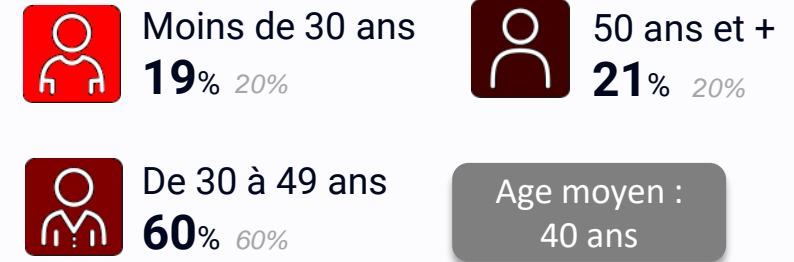 Moins de 30 ans
19% 20%
50 ans et +
21% 20%
De 30 à 49 ans
60% 60%
Age moyen :
40 ans